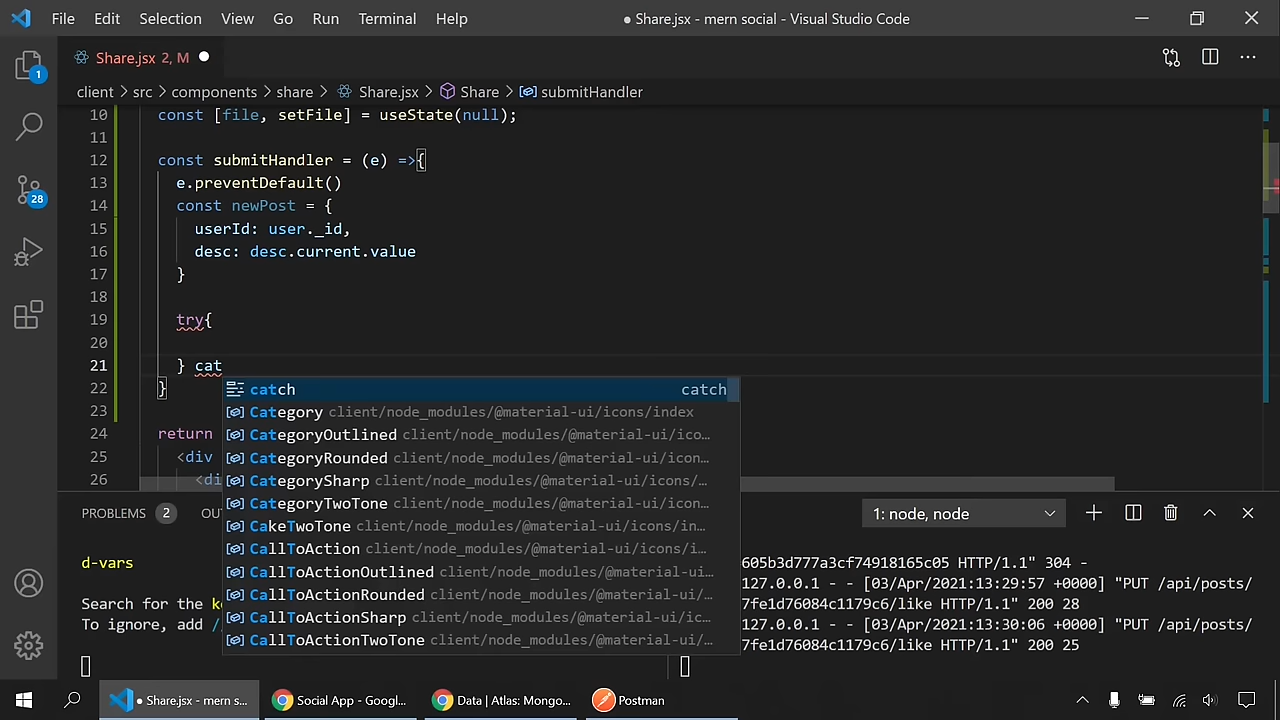 File Edit Selection View Go Run Terminal Help
● Share.jsx - mern social - Visual Studio Code
Share.jsx 2, M ●
client > src > components > share > Share.jsx > Share > submitHandler
10 const [file, setFile] = useState(null);
11
12 const submitHandler = (e) =>{
13 e.preventDefault()
14 const newPost = {
15 userId: user._id,
16 desc: desc.current.value
17 }
18
19 try{
20
21 } cat
22 }
23
24 return
25 <div
26 <di
catch catch
Category client/node_modules/@material-ui/icons/index
CategoryOutlined client/node_modules/@material-ui/ico...
CategoryRounded client/node_modules/@material-ui/icon...
CategorySharp client/node_modules/@material-ui/icons/...
CategoryTwoTone client/node_modules/@material-ui/icon...
CakeTwoTone client/node_modules/@material-ui/icons/in...
CallToAction client/node_modules/@material-ui/icons/i...
CallToActionOutlined client/node_modules/@material-ui...
CallToActionRounded client/node_modules/@material-ui/...
CallToActionSharp client/node_modules/@material-ui/ic...
CallToActionTwoTone client/node_modules/@material-ui/...
1
28
PROBLEMS 2 OU
1: node, node
d-vars
Search for the ke
To ignore, add //
605b3d777a3cf74918165c05 HTTP/1.1" 304 -
127.0.0.1 - - [03/Apr/2021:13:29:57 +0000] "PUT /api/posts/
7fe1d76084c1179c6/like HTTP/1.1" 200 28
127.0.0.1 - - [03/Apr/2021:13:30:06 +0000] "PUT /api/posts/
7fe1d76084c1179c6/like HTTP/1.1" 200 25
● Share.jsx - mern s...
Social App - Googl...
Data | Atlas: Mongo...
Postman